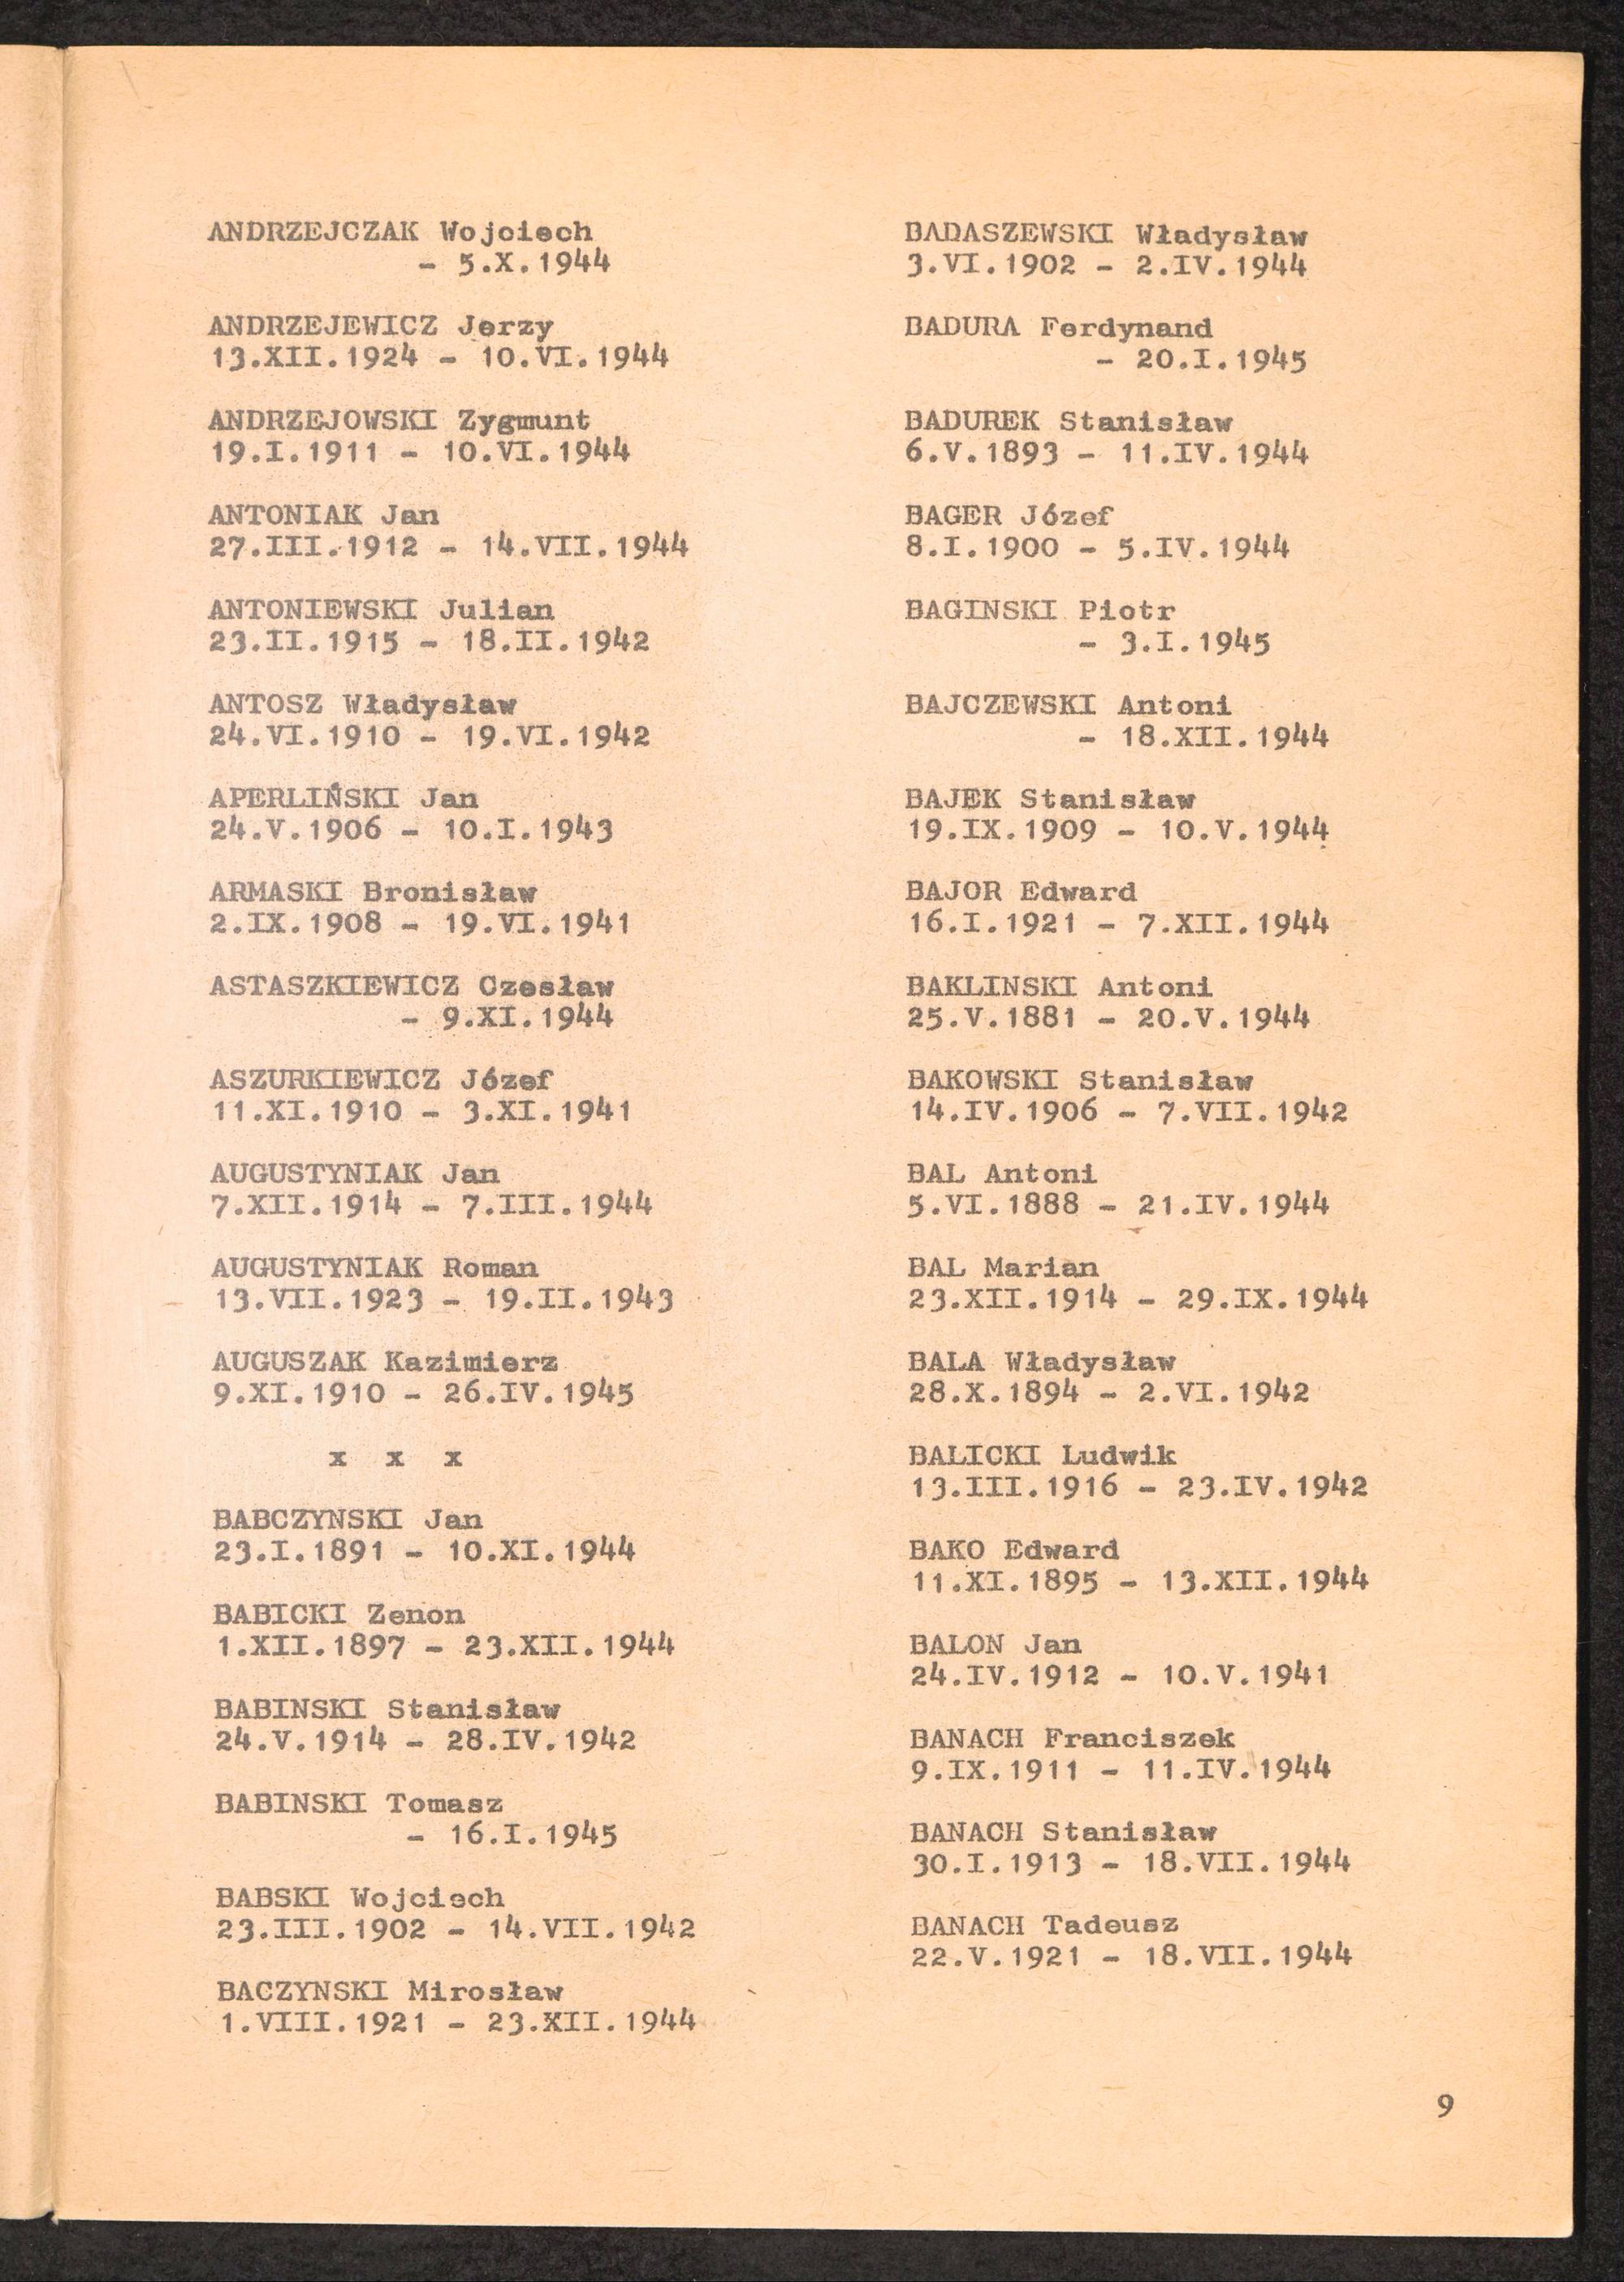 ANDRZEJCZAK Wojciech
- 5.X.1944
ANDRZEJEWICZ Jerzy
13.XII.1924 - 10.VI.1944
ANDRZEJOWSKI Zygmunt
19.I.1911 - 10.VI.1944
ANTONIAK Jan
27.III.1912 - 14.VII.1944
ANTONIEWSKI Julian
23.II.1915 - 18.II.1942
ANTOSZ Władysław
24.VI.1910 - 19.VI.1942
APERLIŃSKI Jan
24.V.1906 - 10.I.1943
ARMASKI Bronisław
2.IX.1908 - 19.VI.1941
ASTASZKIEWICZ Czesław
- 9.XI.1944
ASZURKIEWICZ Józef
11.XI.1910 - 3.XI.1941
AUGUSTYNIAK Jan
7.XII.1914 - 7.III.1944
AUGUSTYNIAK Roman
13.VII.1923 - 19.II.1943
AUGUSZAK Kazimierz
9.XI.1910 - 26.IV.1945
x x x
BABCZYNSKI Jan
23.I.1891 - 10.XI.1944
BABICKI Zenon
1.XII.1897 - 23.XII.1944
BABINSKI Stanisław
24.V.1914 - 28.IV.1942
BABINSKI Tomasz
- 16.I.1945
BABSKI Wojciech
23.III.1902 - 14.VII.1942
BACZYNSKI Mirosław
1.VIII.1921 - 23.XII.1944
BADASZEWSKI Władysław
3.VI.1902 - 2.IV.1944
BADURA Ferdynand
- 20.I.1945
BADUREK Stanisław
6.V.1893 - 11.IV.1944
BAGER Józef
8.I.1900 - 5.IV.1944
BAGINSKI Piotr
- 3.I.1945
BAJCZEWSKI Antoni
- 18.XII.1944
BAJEK Stanisław
19.IX.1909 - 10.V.1944
BAJOR Edward
16.I.1921 - 7.XII.1944
BAKLINSKI Antoni
25.V.1881 - 20.V.1944
BAKOWSKI Stanisław
14.IV.1906 - 7.VII.1942
BAL Antoni
5.VI.1888 - 21.IV.1944
BAL Marian
23.XII.1914 - 29.IX.1944
BALA Władysław
28.X.1894 - 2.VI.1942
BALICKI Ludwik
13.III.1916 - 23.IV.1942
BAKO Edward
11.XI.1895 - 13.XII.1944
BALON Jan
24.IV.1912 - 10.V.1941
BANACH Franciszek
9.IX.1911 - 11.IV.1944
BANACH Stanisław
30.I.1913 - 18.VII.1944
BANACH Tadeusz
22.V.1921 - 18.VII.1944
9